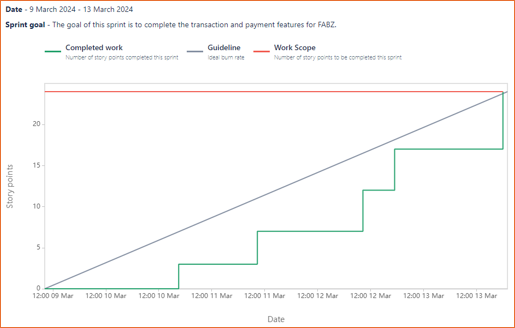 Date - 9 March 2024 - 13 March 2024
Sprint goal - The goal of this sprint is to complete the transaction and payment features for FABZ.
Completed work
Number of story points completed this sprint
Guideline
Ideal burn rate
Work Scope
Number of story points to be completed this sprint
Story points
20
15
10
5
0
12:00 09 Mar 12:00 10 Mar 12:00 10 Mar 12:00 11 Mar 12:00 11 Mar 12:00 12 Mar 12:00 12 Mar 12:00 13 Mar 12:00 13 Mar
Date